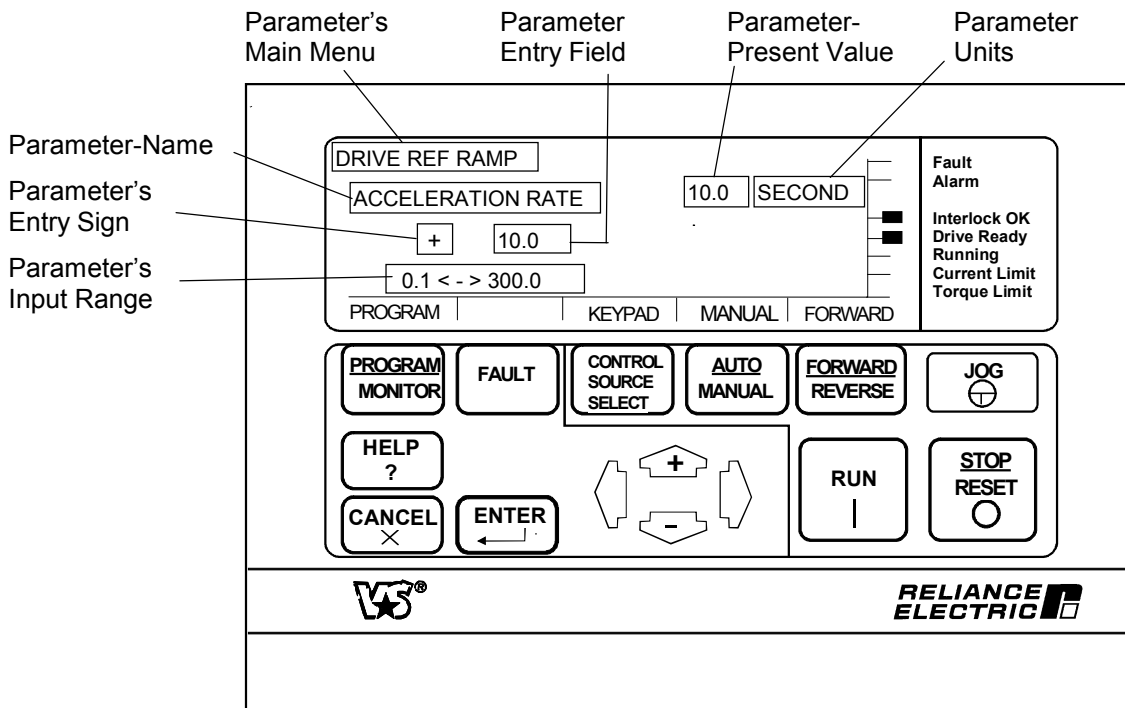 Parameter's
Main Menu
Parameter
Entry Field
Parameter-
Present Value
Parameter
Units
Parameter-Name
Parameter's
Entry Sign
Parameter's
Input Range
DRIVE REF RAMP
ACCELERATION RATE
10.0
SECOND
+
10.0
0.1 < - > 300.0
PROGRAM
KEYPAD
MANUAL
FORWARD
Fault
Alarm
Interlock OK
Drive Ready
Running
Current Limit
Torque Limit
PROGRAM
MONITOR
FAULT
CONTROL
SOURCE
SELECT
AUTO
MANUAL
FORWARD
REVERSE
JOG
HELP
?
CANCEL
ENTER
+
-
RUN
STOP
RESET
VS®
RELIANCE
ELECTRIC